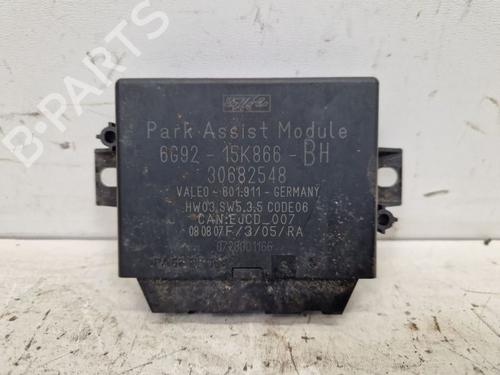 Park Assist Module
6G92 - 15K866 - BH
30682548
VALEO - 601.911 - GERMANY
HW03 SW5.3.5 CODE06
CAN:EUCD_007
080807F/3/05/RA
0728001166
B-Parts